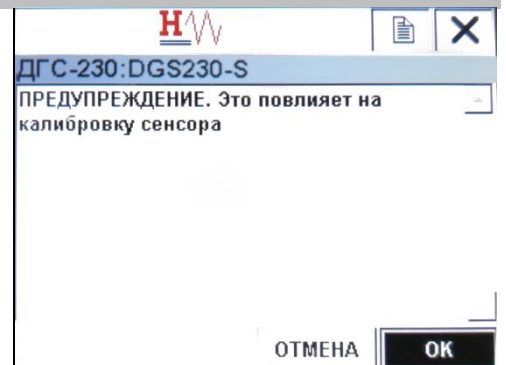 H
ДГС-230:DGS230-S
ПРЕДУПРЕЖДЕНИЕ. Это повлияет на
калибровку сенсора
ОТМЕНА OK